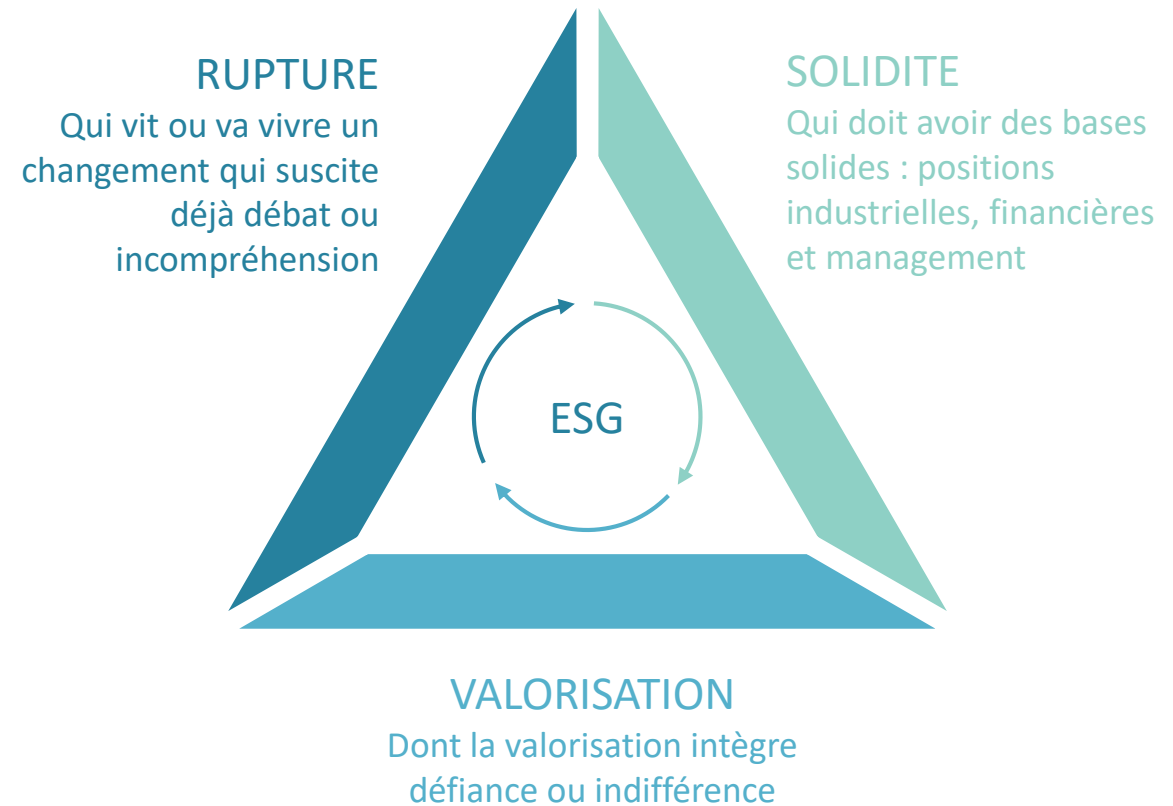 RUPTURE
Qui vit ou va vivre un
changement qui suscite
déjà débat ou
incompréhension
SOLIDITE
Qui doit avoir des bases
solides : positions
industrielles, financières
et management
ESG
VALORISATION
Dont la valorisation intègre
défiance ou indifférence